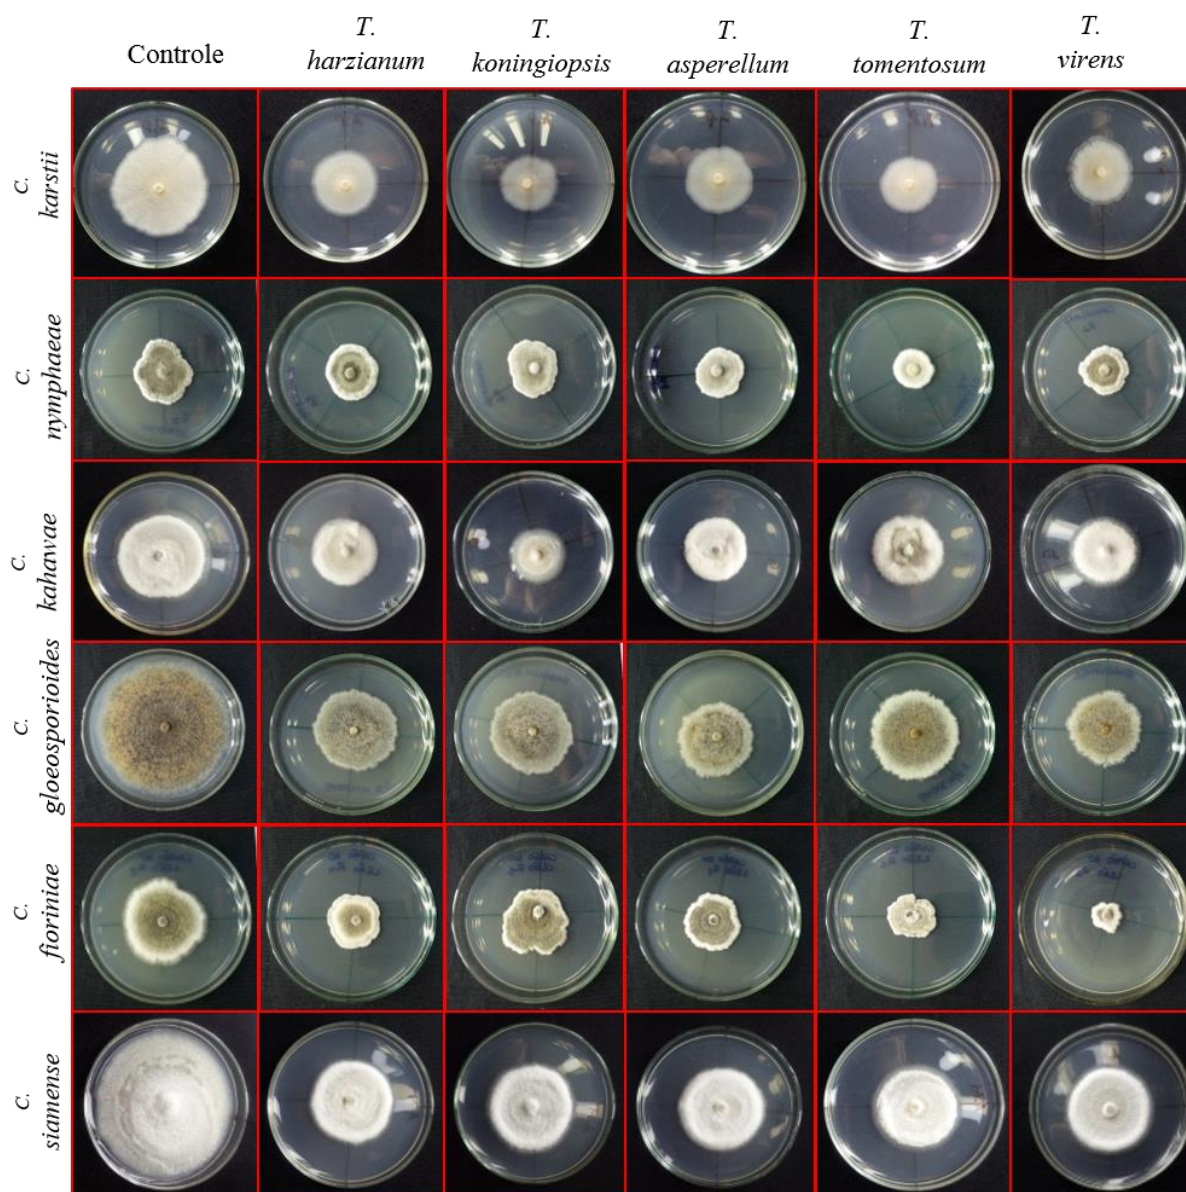 Controle
T.
harzianum
T.
koningiopsis
T.
asperellum
T.
tomentosum
T.
virens
C.
karstii
C.
nymphaeae
C.
kahawae
C.
gloeosporioides
C.
fioriniae
C.
siamense